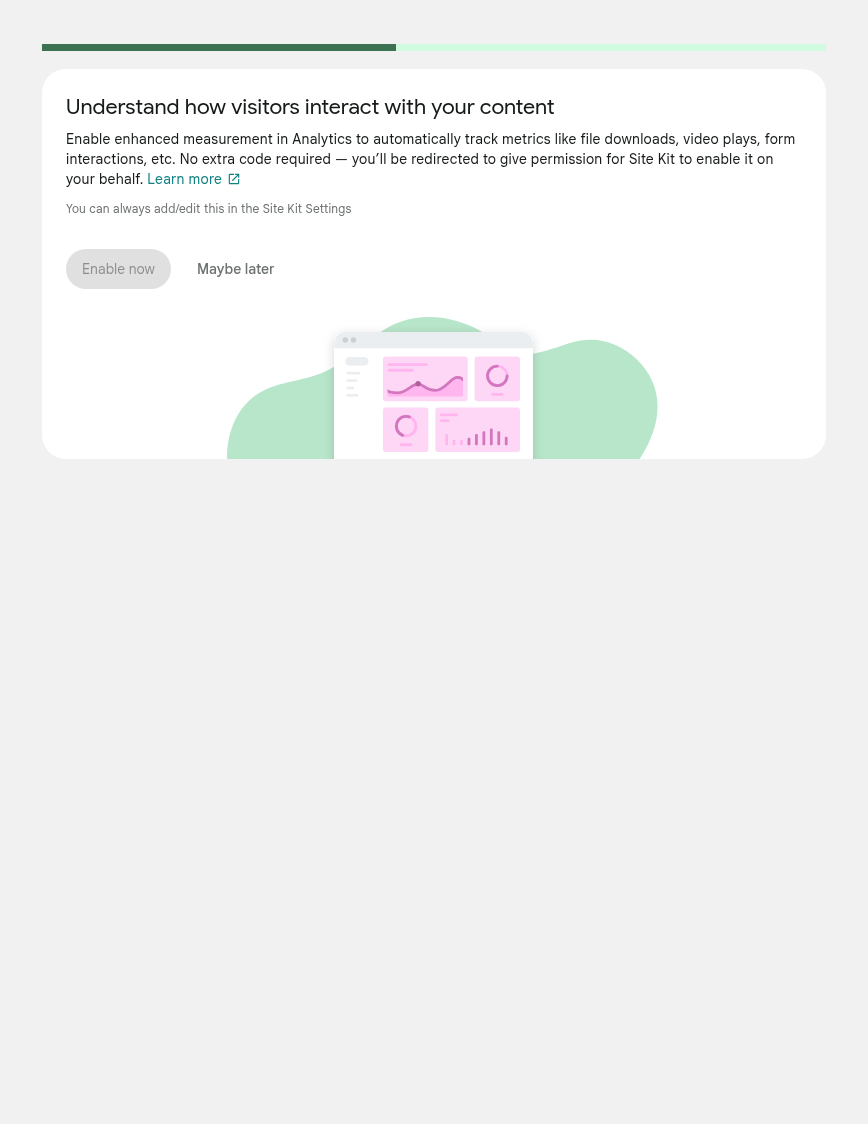 Understand how visitors interact with your content
Enable enhanced measurement in Analytics to automatically track metrics like file downloads, video plays, form
interactions, etc. No extra code required — you’ll be redirected to give permission for Site Kit to enable it on
your behalf. Learn more
You can always add/edit this in the Site Kit Settings
Enable now Maybe later